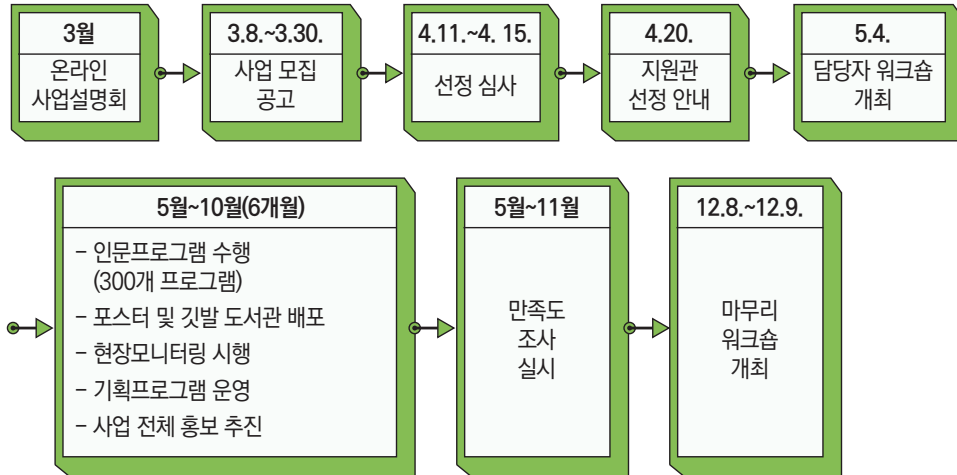 3월
온라인
사업설명회
3.8.~3.30.
사업 모집
공고
4.11.~4. 15.
선정 심사
4.20.
지원관
선정 안내
5.4.
담당자 워크숍
개최
5월~10월(6개월)
- 인문프로그램 수행
(300개 프로그램)
- 포스터 및 깃발 도서관 배포
- 현장모니터링 시행
- 기획프로그램 운영
- 사업 전체 홍보 추진
5월~11월
만족도
조사
실시
12.8.~12.9.
마무리
워크숍
개최